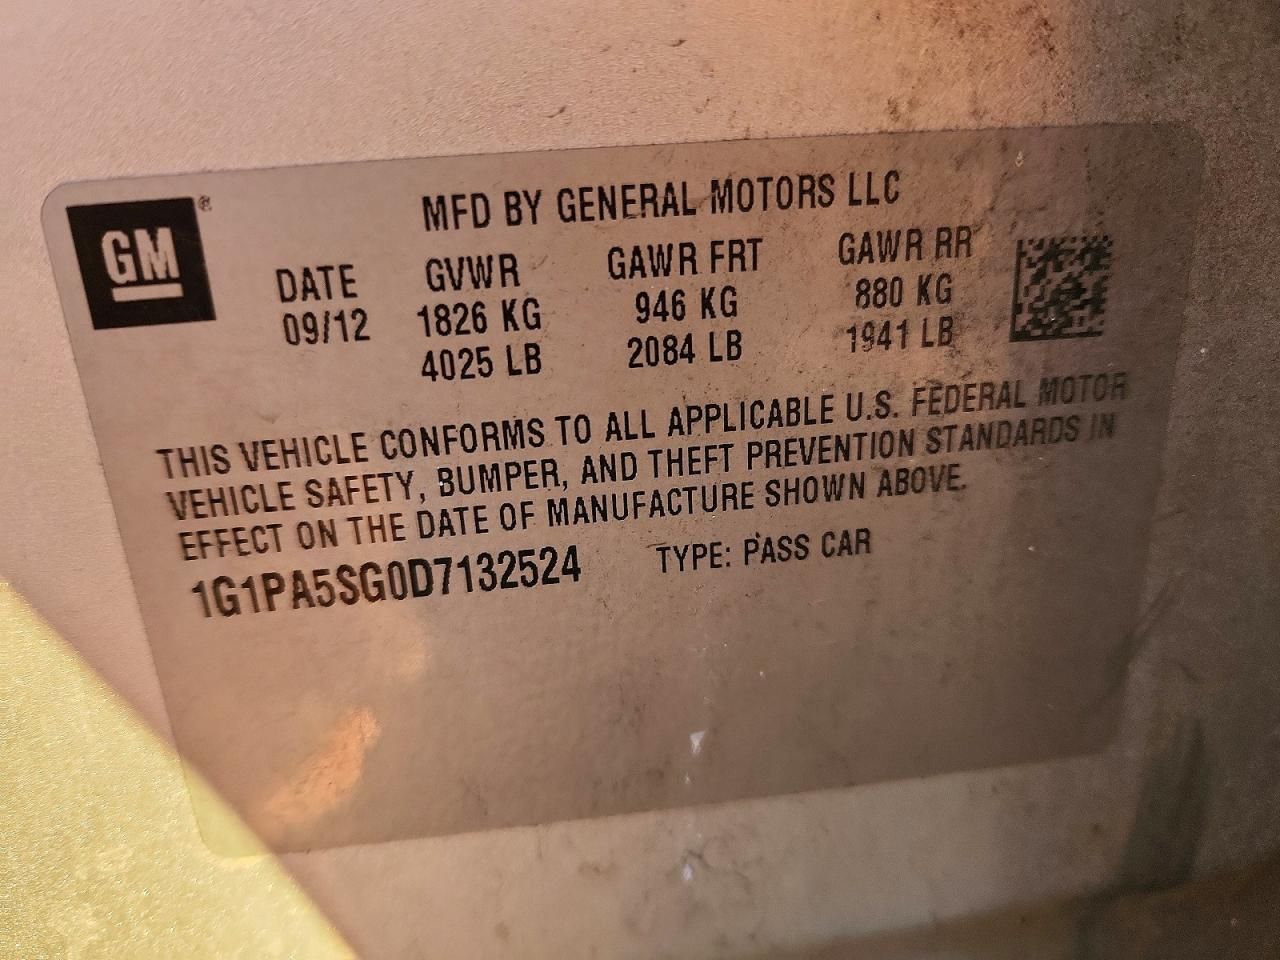 GM ®
MFD BY GENERAL MOTORS LLC
DATE GVWR GAWR FRT GAWR RR
09/12 1826 KG 946 KG 880 KG
4025 LB 2084 LB 1941 LB
THIS VEHICLE CONFORMS TO ALL APPLICABLE U.S. FEDERAL MOTOR
VEHICLE SAFETY, BUMPER, AND THEFT PREVENTION STANDARDS IN
EFFECT ON THE DATE OF MANUFACTURE SHOWN ABOVE.
1G1PA5SG0D7132524 TYPE: PASS CAR